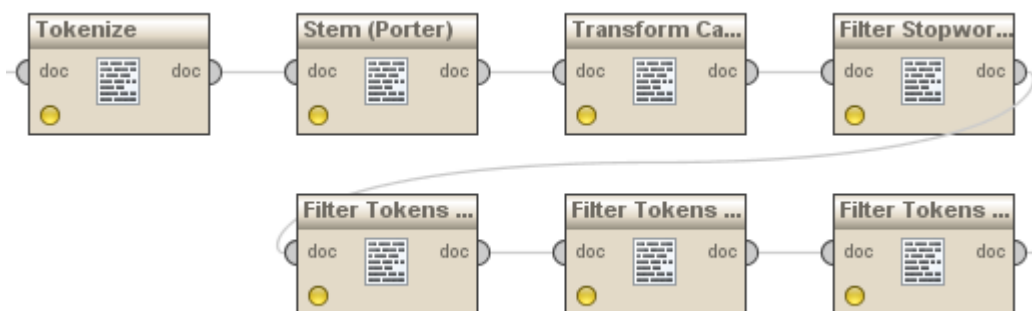 Tokenize
doc doc
Stem (Porter)
doc doc
Transform Ca...
doc doc
Filter Stopwor...
doc doc
Filter Tokens ...
doc doc
Filter Tokens ...
doc doc
Filter Tokens ...
doc doc